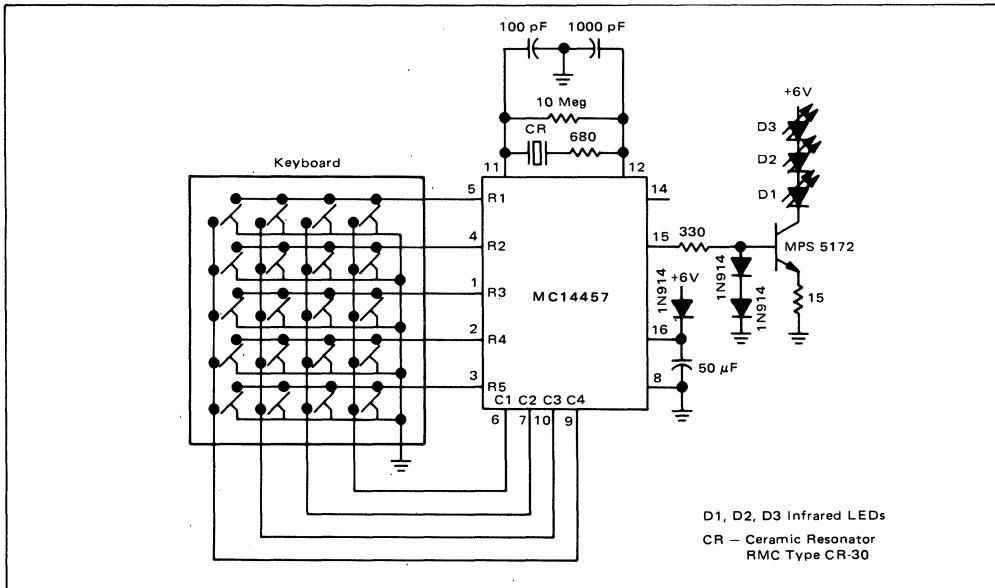 100 pF 1000 pF
10 Meg
CR 680
11 12
Keyboard
+6V
D3
D2
D1
5 R1 14
4 R2 15 330 MPS 5172
1 R3 MC14457 +6V 1N914 1N914 1N914 15
2 R4 16
50 µF
3 R5 8
C1 C2 C3 C4
6 7 10 9
D1, D2, D3 Infrared LEDs
CR – Ceramic Resonator
RMC Type CR-30